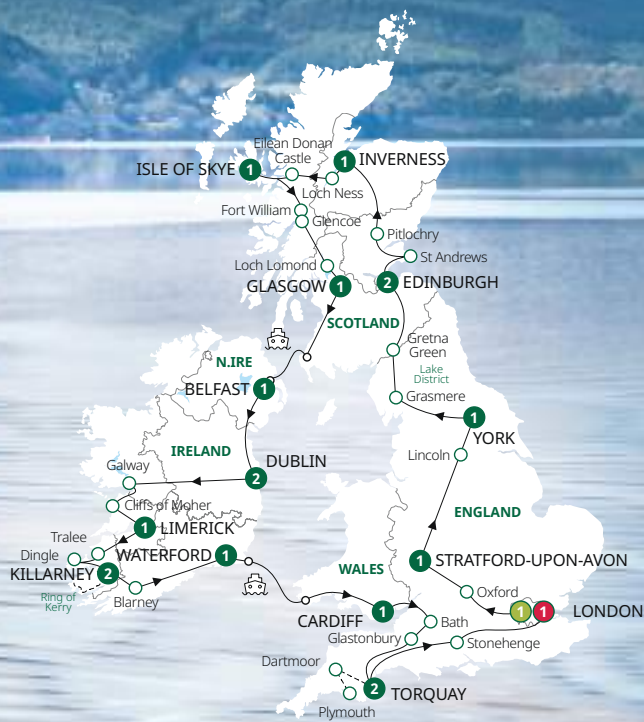 Eilean Donan
Castle
1 INVERNESS
ISLE OF SKYE 1
Loch Ness
Fort William
Glencoe
Pitlochry
St Andrews
Loch Lomond
GLASGOW 1
2 EDINBURGH
SCOTLAND
Gretna
Green
Lake
District
N.IRE
BELFAST 1
Grasmere
1
YORK
IRELAND
DUBLIN
2
Lincoln
Galway
Cliffs of Moher
ENGLAND
1 LIMERICK
Tralee
WATERFORD 1
Dingle
KILLARNEY 2
Ring of
Kerry
Blarney
WALES
1 STRATFORD-UPON-AVON
Oxford
1 1 LONDON
CARDIFF 1
Bath
Glastonbury
Stonehenge
Dartmoor
2 TORQUAY
Plymouth